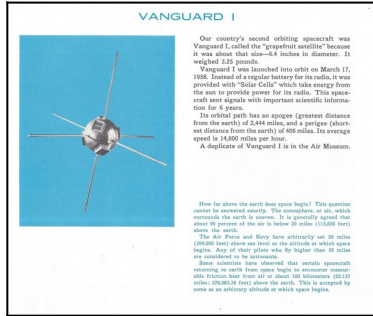 VANGUARD I
Our country's second orbiting spacecraft was
Vanguard I, called the "grapefruit satellite" because
it was about that size—6.4 inches in diameter. It
weighed 3.25 pounds.
Vanguard I was launched into orbit on March 17,
1958. Instead of a regular battery for its radio, it was
provided with "Solar Cells" which take energy from
the sun to provide power for its radio. This space-
craft sent signals with important scientific informa-
tion for 6 years.
Its orbital path has an apogee (greatest distance
from the earth) of 2,444 miles, and a perigee (short-
est distance from the earth) of 406 miles. Its average
speed is 14,600 miles per hour.
A duplicate of Vanguard I is in the Air Museum.
How far above the earth does space begin? This question
cannot be answered exactly. The atmosphere, or air, which
surrounds the earth is uneven. It is generally agreed that
about 90 percent of the air is below 20 miles (115,600 feet)
above the earth.
The Air Force and Navy have arbitrarily set 50 miles
(264,000 feet) above sea level as the altitude at which space
begins. Any of their pilots who fly higher than 50 miles
are considered to be astronauts.
Some scientists have observed that certain spacecraft
returning to earth from space begin to encounter measur-
able friction heat from air at about 100 kilometers (62.137
miles; 328,083.36 feet) above the earth. This is accepted by
some as an arbitrary altitude at which space begins.